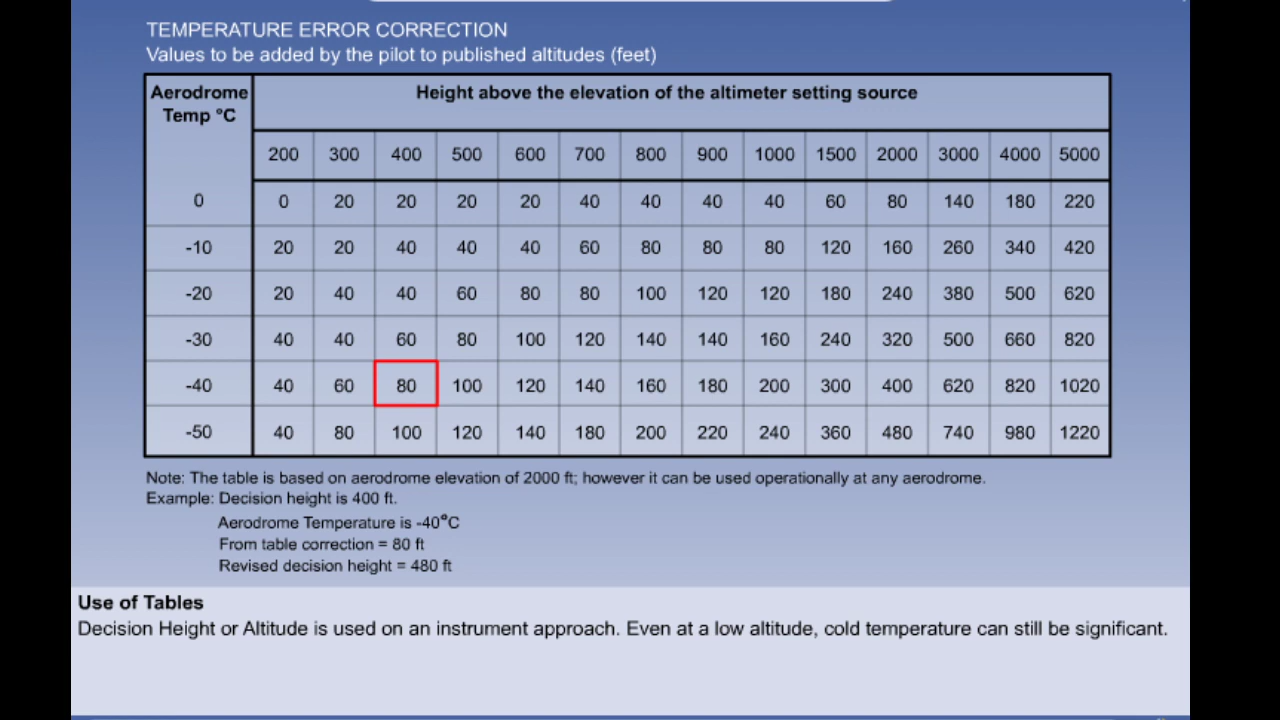 TEMPERATURE ERROR CORRECTION
Values to be added by the pilot to published altitudes (feet)
Aerodrome Temp °C
Height above the elevation of the altimeter setting source
200 300 400 500 600 700 800 900 1000 1500 2000 3000 4000 5000
0 0 20 20 20 20 40 40 40 40 60 80 140 180 220
-10 20 20 40 40 40 60 80 80 80 120 160 260 340 420
-20 20 40 40 60 80 80 100 120 120 180 240 380 500 620
-30 40 40 60 80 100 120 140 140 160 240 320 500 660 820
-40 40 60 80 100 120 140 160 180 200 300 400 620 820 1020
-50 40 80 100 120 140 180 200 220 240 360 480 740 980 1220
Note: The table is based on aerodrome elevation of 2000 ft; however it can be used operationally at any aerodrome.
Example: Decision height is 400 ft.
Aerodrome Temperature is -40°C
From table correction = 80 ft
Revised decision height = 480 ft
Use of Tables
Decision Height or Altitude is used on an instrument approach. Even at a low altitude, cold temperature can still be significant.